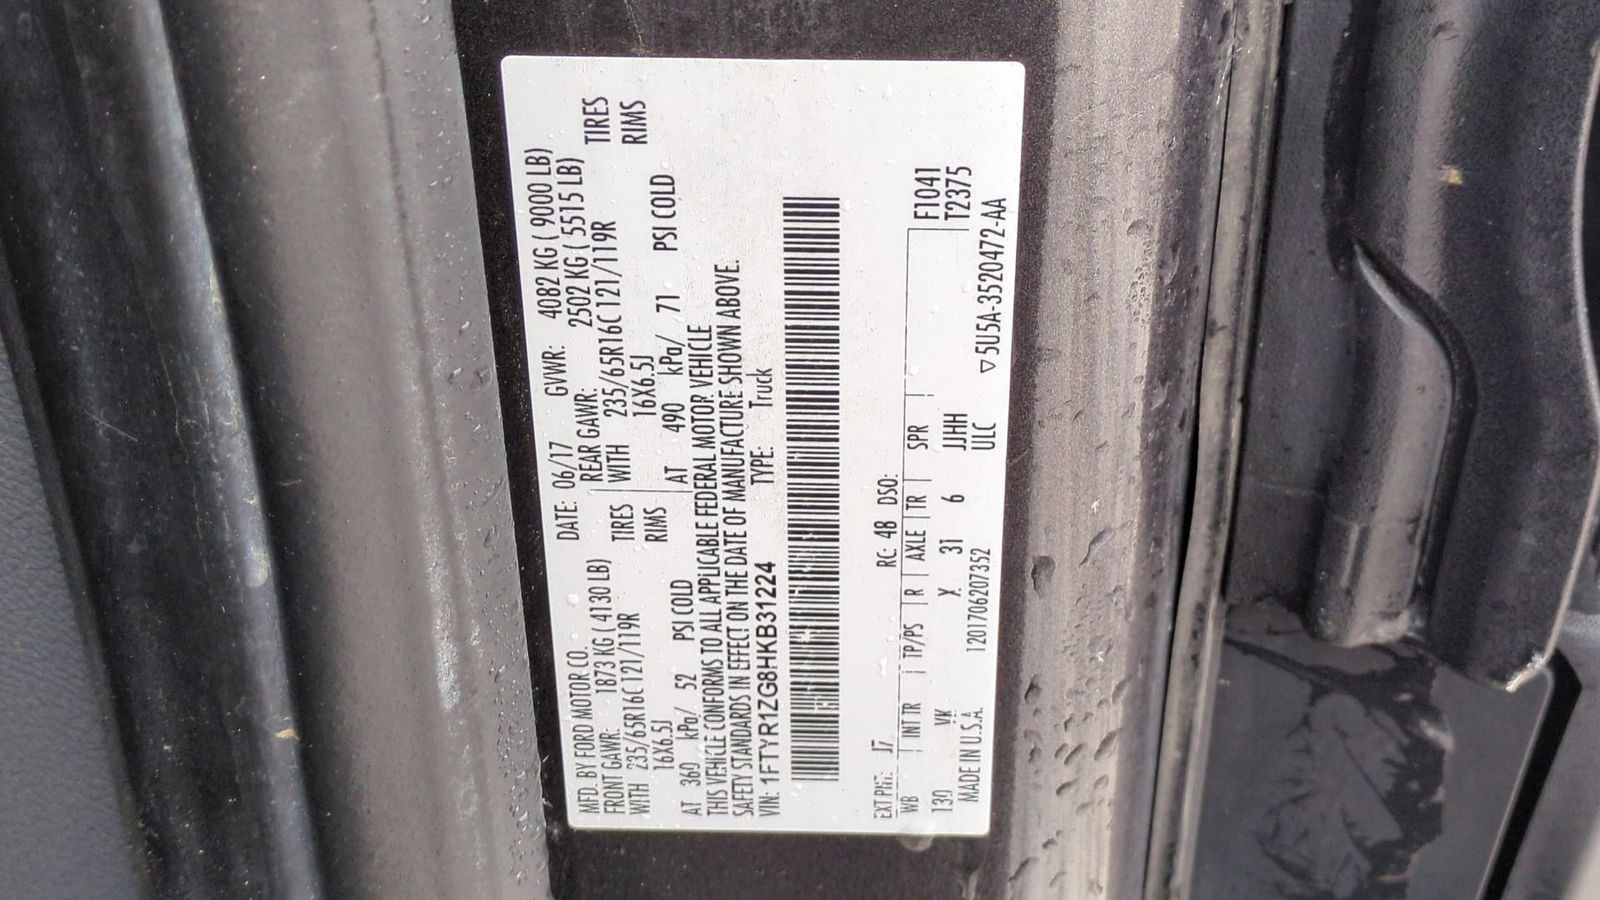 MFD. BY FORD MOTOR CO. DATE: 06/17 GVWR: 4082 KG ( 9000 LB)
FRONT GAWR: 1873 KG ( 4130 LB) REAR GAWR: 2502 KG ( 5515 LB)
WITH 235/65R16C 121/119R TIRES WITH 235/65R16C 121/119R TIRES
16X6.5J RIMS 16X6.5J RIMS
AT 360 kPa/ 52 PSI COLD AT 490 kPa/ 71 PSI COLD
THIS VEHICLE CONFORMS TO ALL APPLICABLE FEDERAL MOTOR VEHICLE
SAFETY STANDARDS IN EFFECT ON THE DATE OF MANUFACTURE SHOWN ABOVE.
VIN: 1FTYR1ZG8HKB31224 TYPE: Truck
EXT PNT: J7 RC: 48 DSO:
WB INT TR TP/PS R AXLE TR SPR F1041
130 VK X 31 6 JJHH T2375
MADE IN U.S.A. 12017062073S2 ULC ▽5U5A-3520472-AA